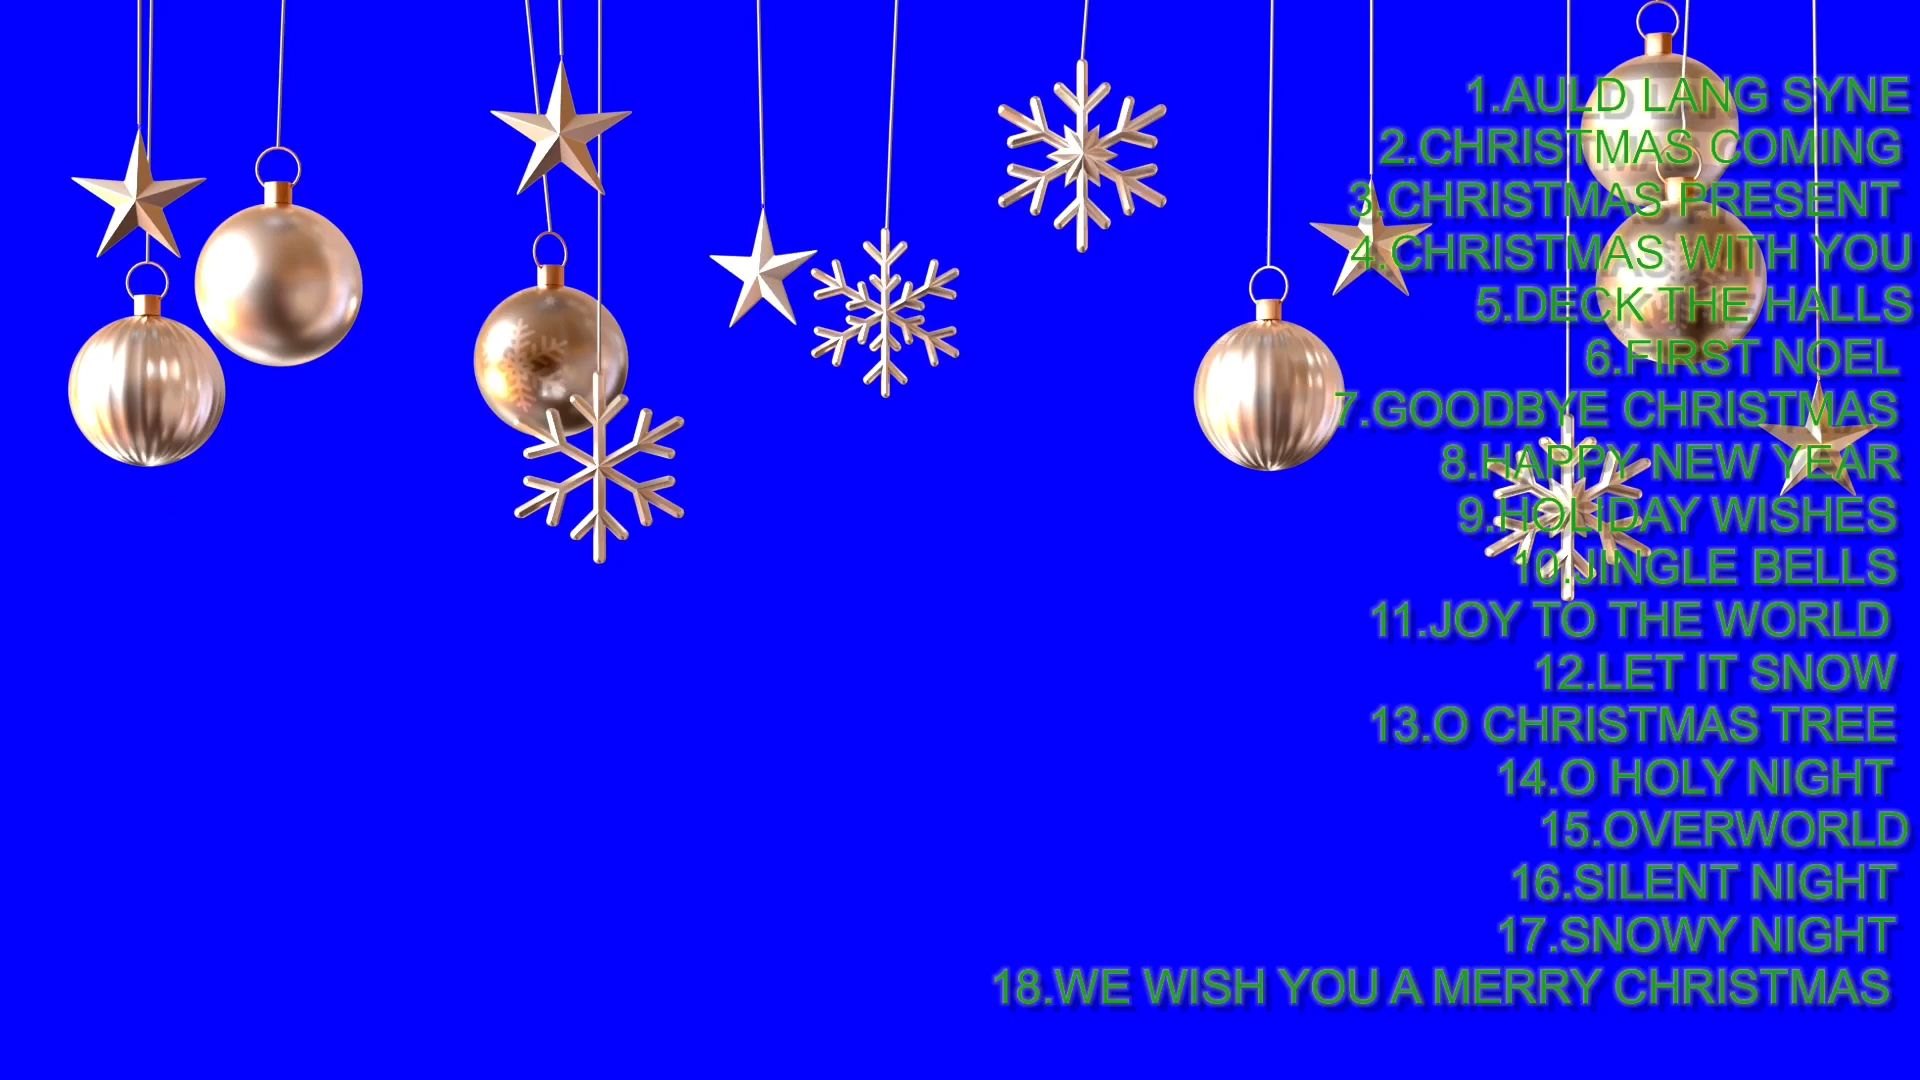 1.AULD LANG SYNE
2.CHRISTMAS COMING
3.CHRISTMAS PRESENT
4.CHRISTMAS WITH YOU
5.DECK THE HALLS
6.FIRST NOEL
7.GOODBYE CHRISTMAS
8.HAPPY NEW YEAR
9.HOLIDAY WISHES
10.JINGLE BELLS
11.JOY TO THE WORLD
12.LET IT SNOW
13.O CHRISTMAS TREE
14.O HOLY NIGHT
15.OVERWORLD
16.SILENT NIGHT
17.SNOWY NIGHT
18.WE WISH YOU A MERRY CHRISTMAS